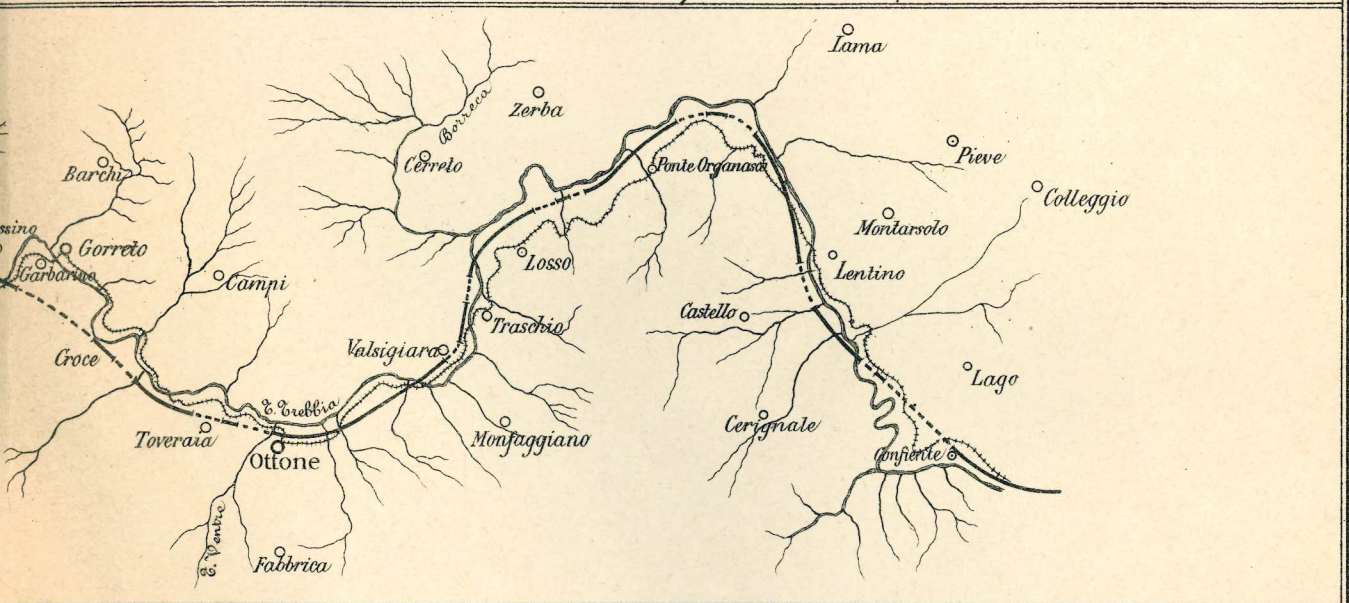 Lama
Zerba
Borreca
Cerreto
Ponte Organasco
Pieve
Barchi
Colleggio
Montarsolo
Gorreto
Garbarino
Campi
Losso
Lentino
Castello
Traschio
Valsigiara
Croce
Lago
T. Trebbia
Toveraia
Monfaggiano
Cerignale
Ottone
Confiente
T. Ventre
Fabbrica